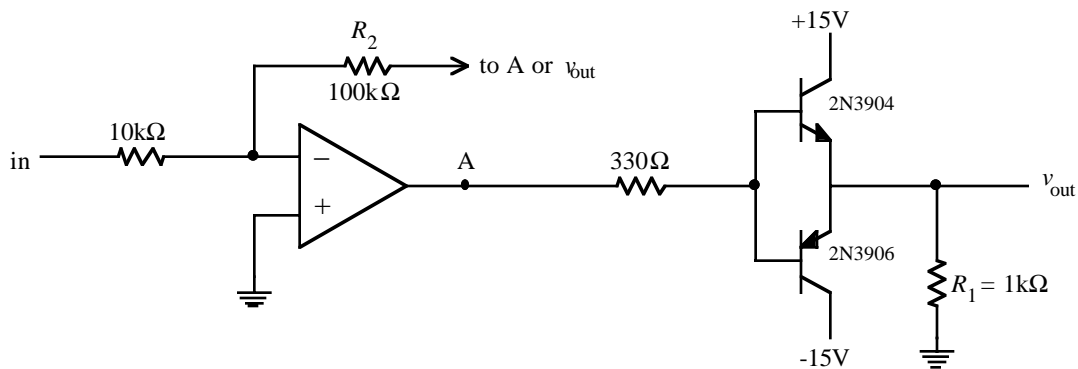 +15V
R2
to A or vout
100kΩ
2N3904
10kΩ
in
−
+
A
330Ω
vout
2N3906
R1 = 1kΩ
-15V